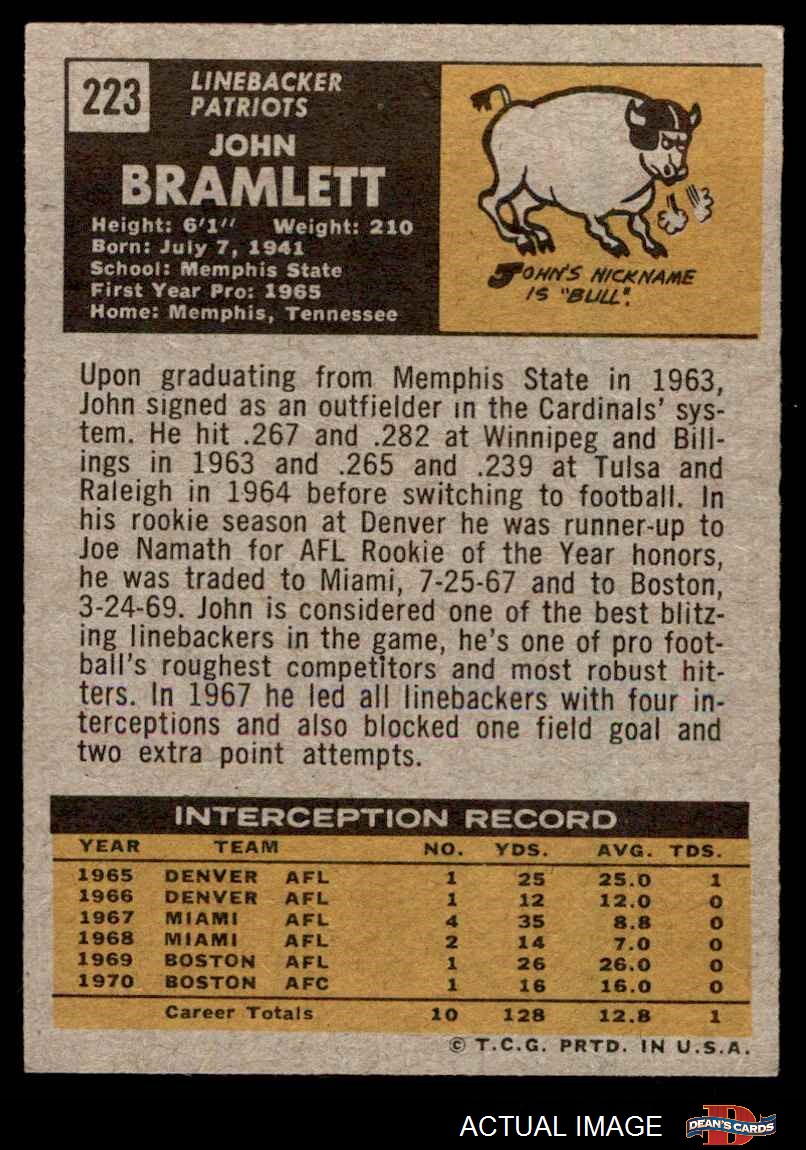 223
LINEBACKER
PATRIOTS
JOHN
BRAMLETT
Height: 6'1" Weight: 210
Born: July 7, 1941
School: Memphis State
First Year Pro: 1965
Home: Memphis, Tennessee
JOHN'S NICKNAME
IS "BULL".
Upon graduating from Memphis State in 1963,
John signed as an outfielder in the Cardinals' sys-
tem. He hit .267 and .282 at Winnipeg and Bill-
ings in 1963 and .265 and .239 at Tulsa and
Raleigh in 1964 before switching to football. In
his rookie season at Denver he was runner-up to
Joe Namath for AFL Rookie of the Year honors,
he was traded to Miami, 7-25-67 and to Boston,
3-24-69. John is considered one of the best blitz-
ing linebackers in the game, he's one of pro foot-
ball's roughest competitors and most robust hit-
ters. In 1967 he led all linebackers with four in-
terceptions and also blocked one field goal and
two extra point attempts.
INTERCEPTION RECORD
YEAR TEAM NO. YDS. AVG. TDS.
1965 DENVER AFL 1 25 25.0 1
1966 DENVER AFL 1 12 12.0 0
1967 MIAMI AFL 4 35 8.8 0
1968 MIAMI AFL 2 14 7.0 0
1969 BOSTON AFL 1 26 26.0 0
1970 BOSTON AFC 1 16 16.0 0
Career Totals 10 128 12.8 1
© T.C.G. PRTD. IN U.S.A.
ACTUAL IMAGE
D
DEAN'S CARDS